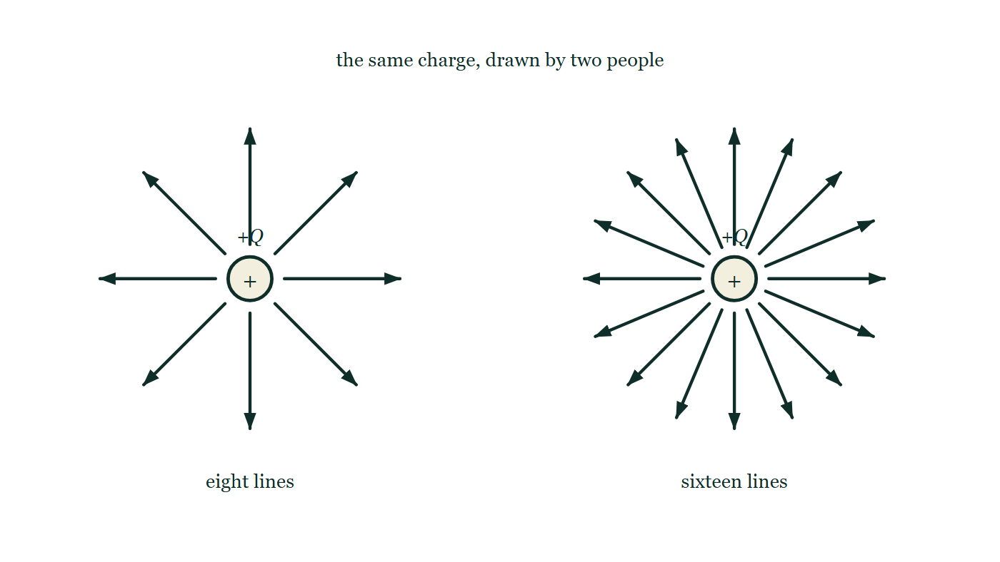 the same charge, drawn by two people
+Q
+Q
+
+
eight lines
sixteen lines